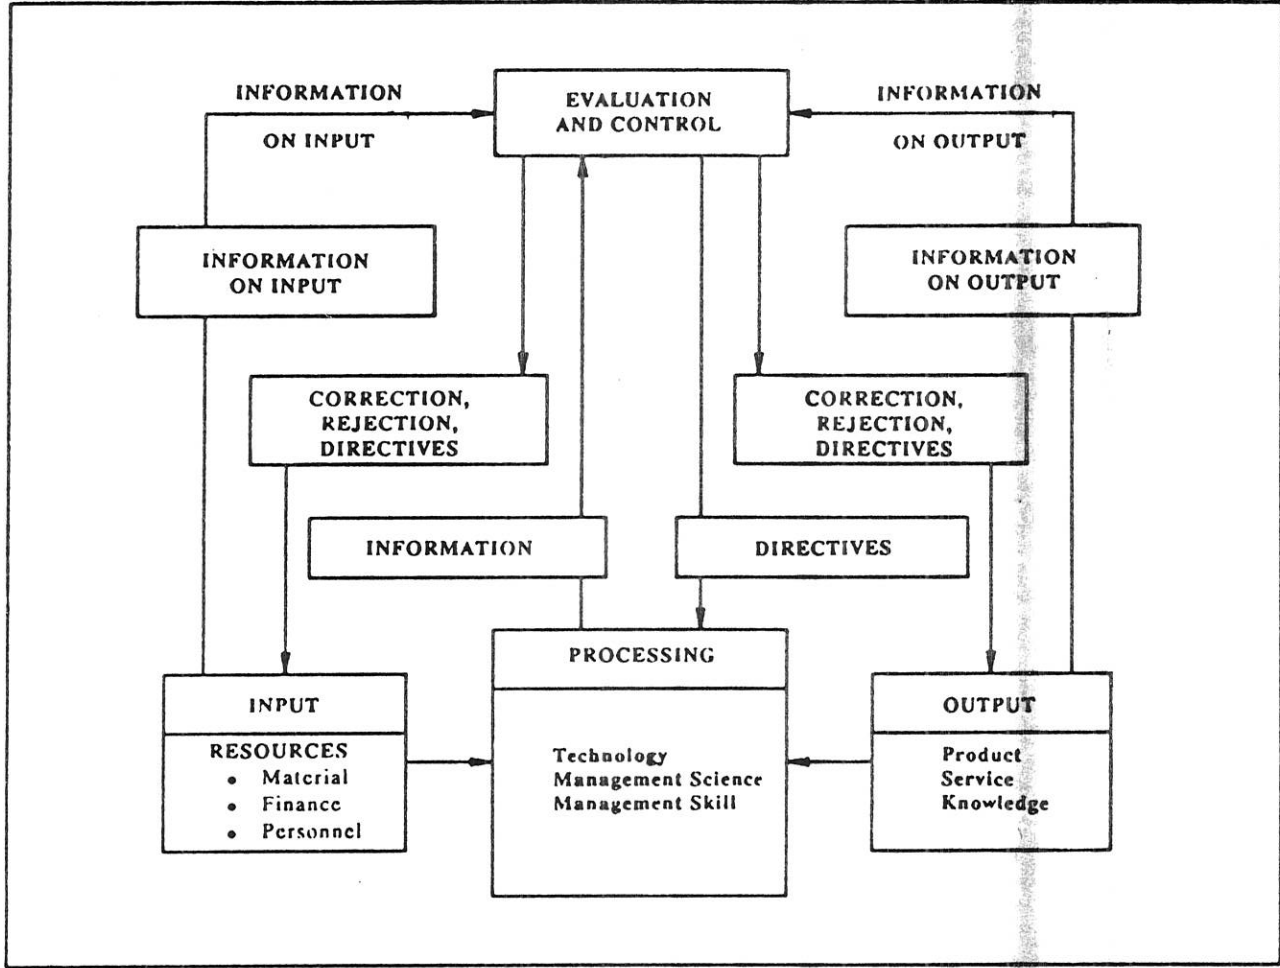 INFORMATION
ON INPUT
EVALUATION
AND CONTROL
INFORMATION
ON OUTPUT
INFORMATION
ON INPUT
INFORMATION
ON OUTPUT
CORRECTION,
REJECTION,
DIRECTIVES
CORRECTION,
REJECTION,
DIRECTIVES
INFORMATION
DIRECTIVES
INPUT
RESOURCES
• Material
• Finance
• Personnel
PROCESSING
Technology
Management Science
Management Skill
OUTPUT
Product
Service
Knowledge